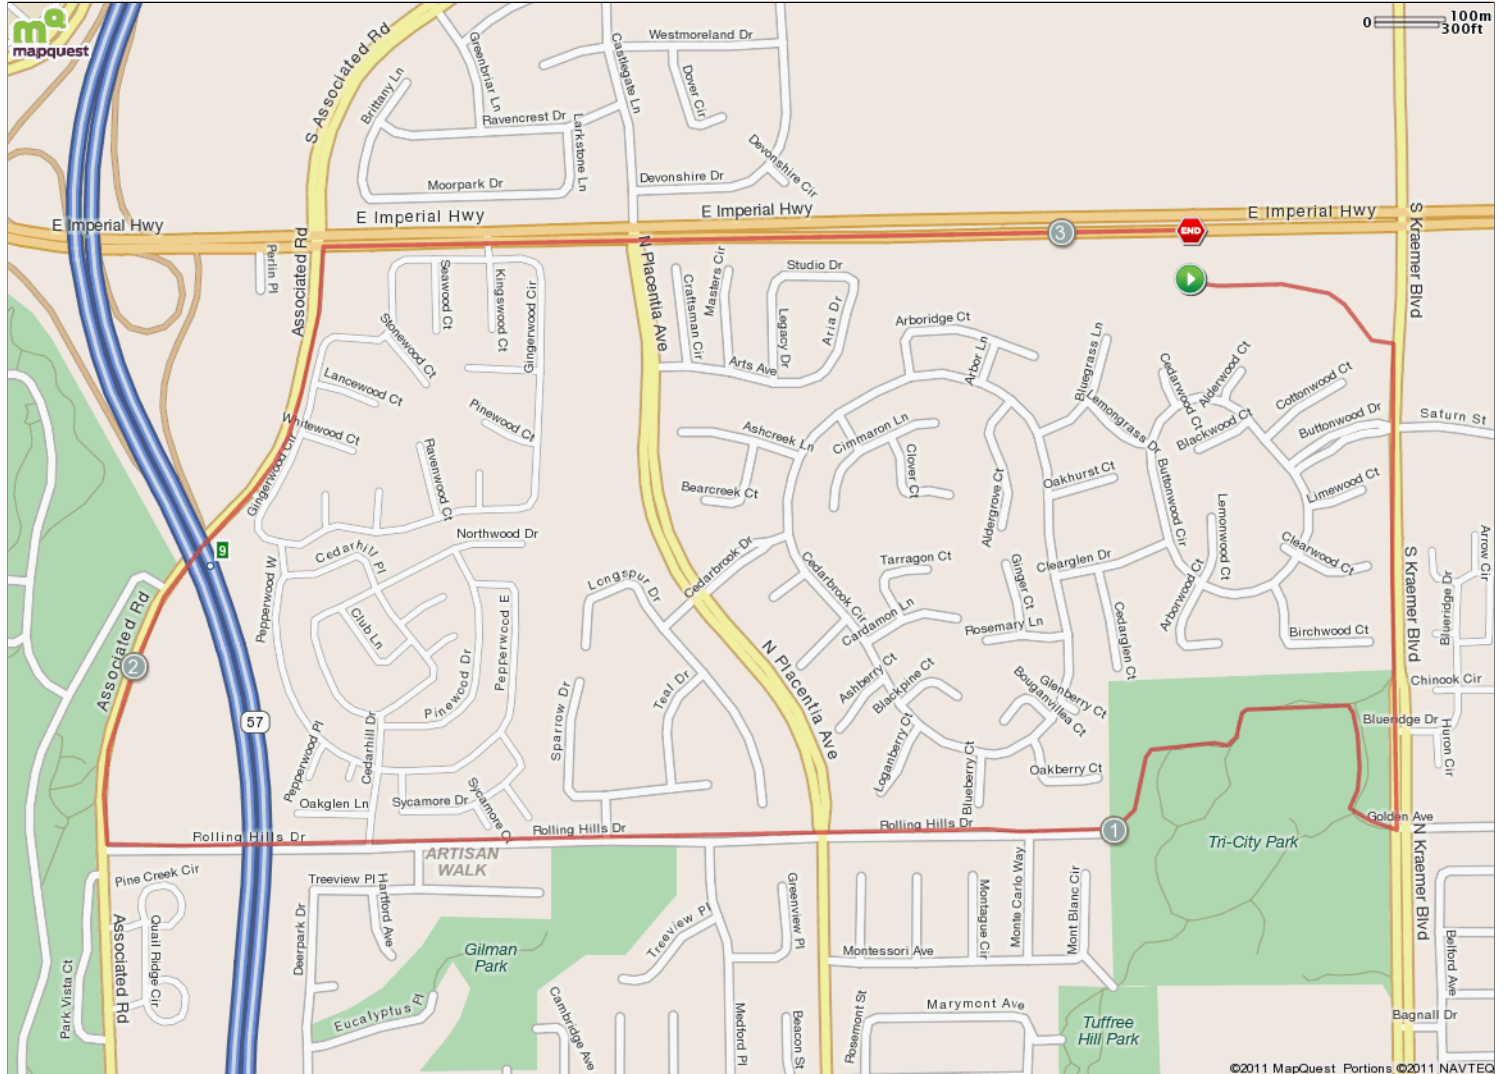 mapquest
0 100m
300ft
S Associated Rd
Brittany Ln
Greenbriar Ln
Ravencrest Dr
Larkstone Ln
Moorpark Dr
Castlegate Ln
Westmoreland Dr
Dover Cir
Devonshire Dr
Devonshire Cir
E Imperial Hwy
E Imperial Hwy
E Imperial Hwy
E Imperial Hwy
3
END
S Kraemer Blvd
Perlin Pl
Associated Rd
Seawood Ct
Kingswood Ct
Gingerwood Cir
Stonewood Ct
Lancewood Ct
Whitewood Ct
Pinewood Ct
Ravenwood Ct
Gingerwood Cir
N Placentia Ave
Craftsman Cir
Masters Cir
Studio Dr
Legacy Dr
Aria Dr
Arts Ave
Arboridge Ct
Arbor Ln
Bluegrass Ln
Lemongrass Dr
Cedarwood Ct
Alderwood Ct
Blackwood Ct
Cottonwood Ct
Buttonwood Dr
Saturn St
Ashcreek Ln
Cimmaron Ln
Clover Ct
Bearcreek Ct
Aldergrove Ct
Oakhurst Ct
Buttonwood Cir
Lemonwood Ct
Limewood Ct
Clearwood Ct
9
Northwood Dr
Cedarhill Pl
Pepperwood W
Club Ln
Pepperwood E
Pinewood Dr
Cedarhill Dr
Pepperwood Pl
Longspur Dr
Cedarbrook Dr
Cedarbrook Cir
Tarragon Ct
Cardamon Ln
Ginger Ct
Rosemary Ln
Clearglen Dr
Cedarglen Ct
Arborwood Ct
Birchwood Ct
S Kraemer Blvd
Arrow Cir
Blueridge Dr
Chinook Cir
Associated Rd
2
57
Sparrow Dr
Teal Dr
N Placentia Ave
Ashberry Ct
Blackpine Ct
Loganberry Ct
Blueberry Ct
Bouganvillea Ct
Glenberry Ct
Oakberry Ct
Blueridge Dr
Huron Cir
Oakglen Ln
Sycamore Dr
Sycamore Ct
Rolling Hills Dr
Rolling Hills Dr
Rolling Hills Dr
1
Golden Ave
Tri-City Park
ARTISAN
WALK
Pine Creek Cir
Quail Ridge Cir
Associated Rd
Park Vista Ct
Treeview Pl
Hartford Ave
Deerpark Dr
Gilman
Park
Eucalyptus Pl
Treeview Pl
Greenview Pl
Cambridge Ave
Medford Pl
Beacon St
Montessori Ave
Montague Cir
Monte Carlo Way
Mont Blanc Cir
Rosemont St
Marymont Ave
Tuffree
Hill Park
N Kraemer Blvd
Belford Ave
Bagnall Dr
©2011 MapQuest Portions ©2011 NAVTEQ